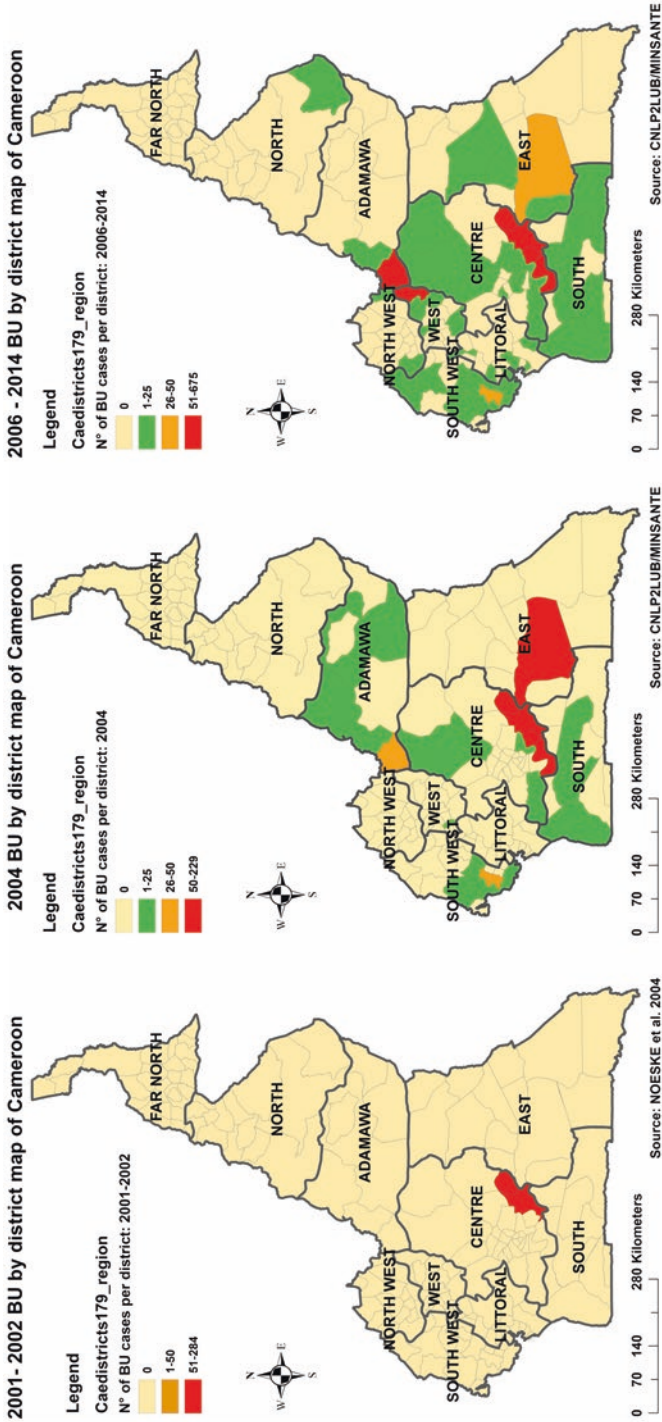 2001- 2002 BU by district map of Cameroon
Legend
Caedistricts179_region
N° of BU cases per district: 2001-2002
0
1-50
51-284
N
W E
S
FAR NORTH
NORTH
ADAMAWA
NORTH WEST
WEST
SOUTH WEST
LITTORAL
CENTRE
EAST
SOUTH
0 70 140 280 Kilometers
Source: NOESKE et al. 2004
2004 BU by district map of Cameroon
Legend
Caedistricts179_region
N° of BU cases per district: 2004
0
1-25
26-50
50-229
N
W E
S
FAR NORTH
NORTH
ADAMAWA
NORTH WEST
WEST
SOUTH WEST
LITTORAL
CENTRE
EAST
SOUTH
0 70 140 280 Kilometers
Source: CNLP2LUB/MINSANTE
2006 - 2014 BU by district map of Cameroon
Legend
Caedistricts179_region
N° of BU cases per district: 2006-2014
0
1-25
26-50
51-675
N
W E
S
FAR NORTH
NORTH
ADAMAWA
NORTH WEST
WEST
SOUTH WEST
LITTORAL
CENTRE
EAST
SOUTH
0 70 140 280 Kilometers
Source: CNLP2LUB/MINSANTE